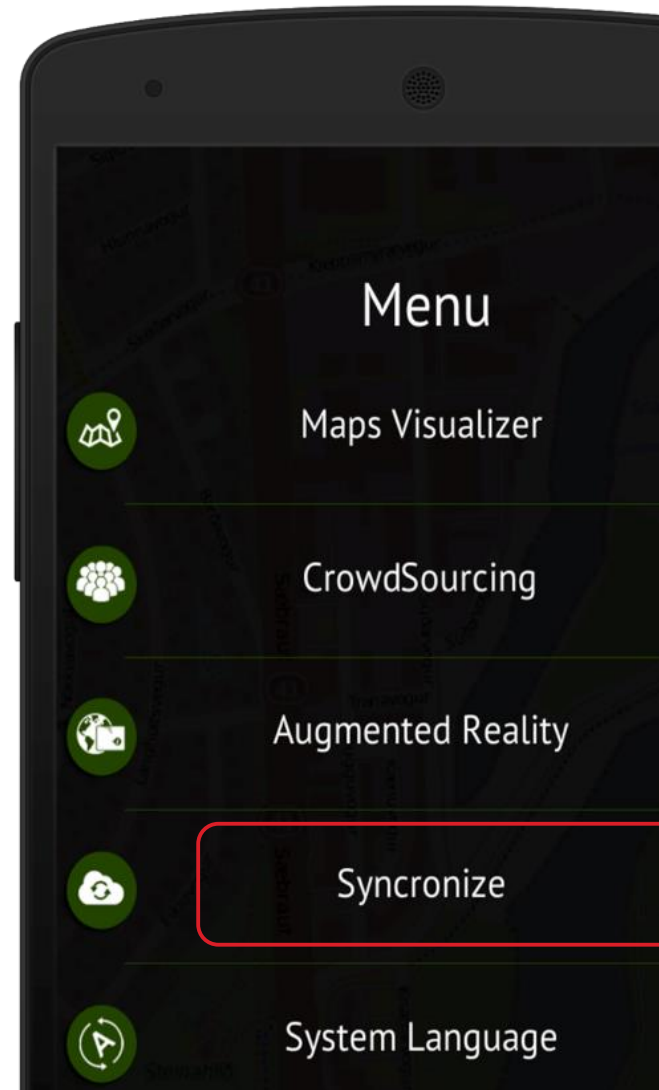 Menu
Maps Visualizer
CrowdSourcing
Augmented Reality
Syncronize
System Language